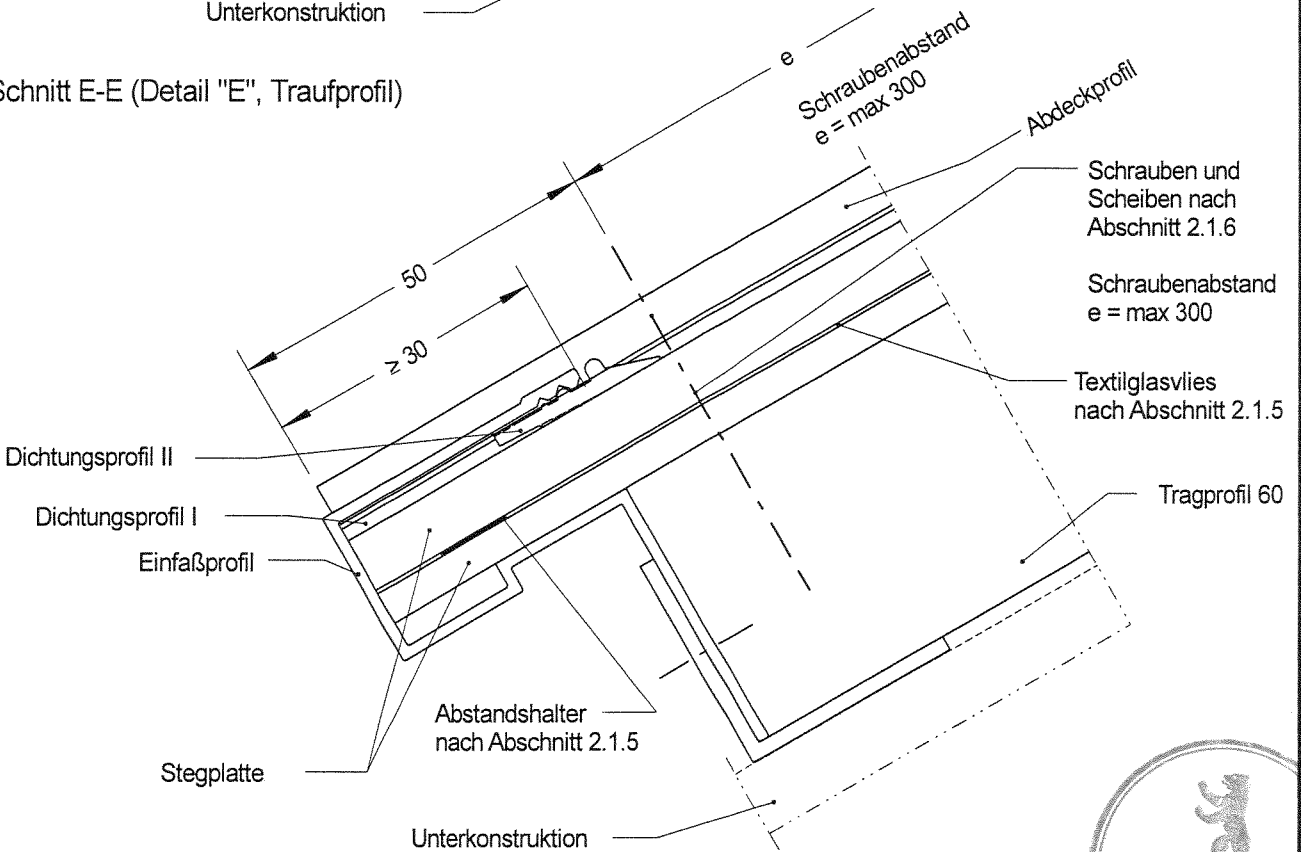 Unterkonstruktion
Schnitt E-E (Detail "E", Traufprofil)
e
Schraubenabstand
e = max 300
Abdeckprofil
Schrauben und
Scheiben nach
Abschnitt 2.1.6
Schraubenabstand
e = max 300
50
≥ 30
Textilglasvlies
nach Abschnitt 2.1.5
Dichtungsprofil II
Tragprofil 60
Dichtungsprofil I
Einfaßprofil
Abstandshalter
nach Abschnitt 2.1.5
Stegplatte
Unterkonstruktion